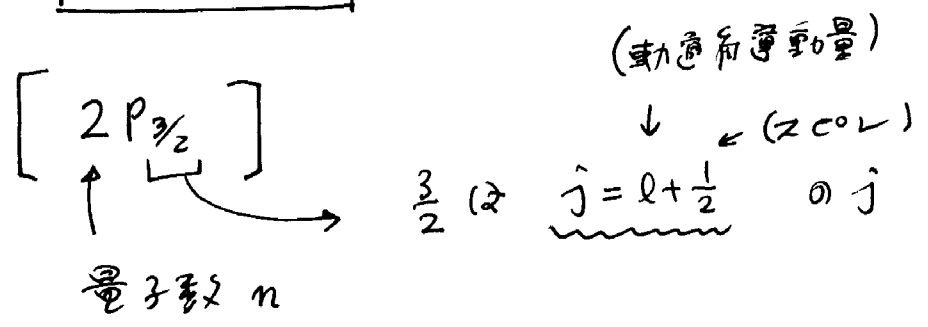 (動道角運動量)
[ 2P3/2 ]
(スピン)
3/2 は j = l + 1/2 の j
量子数 n